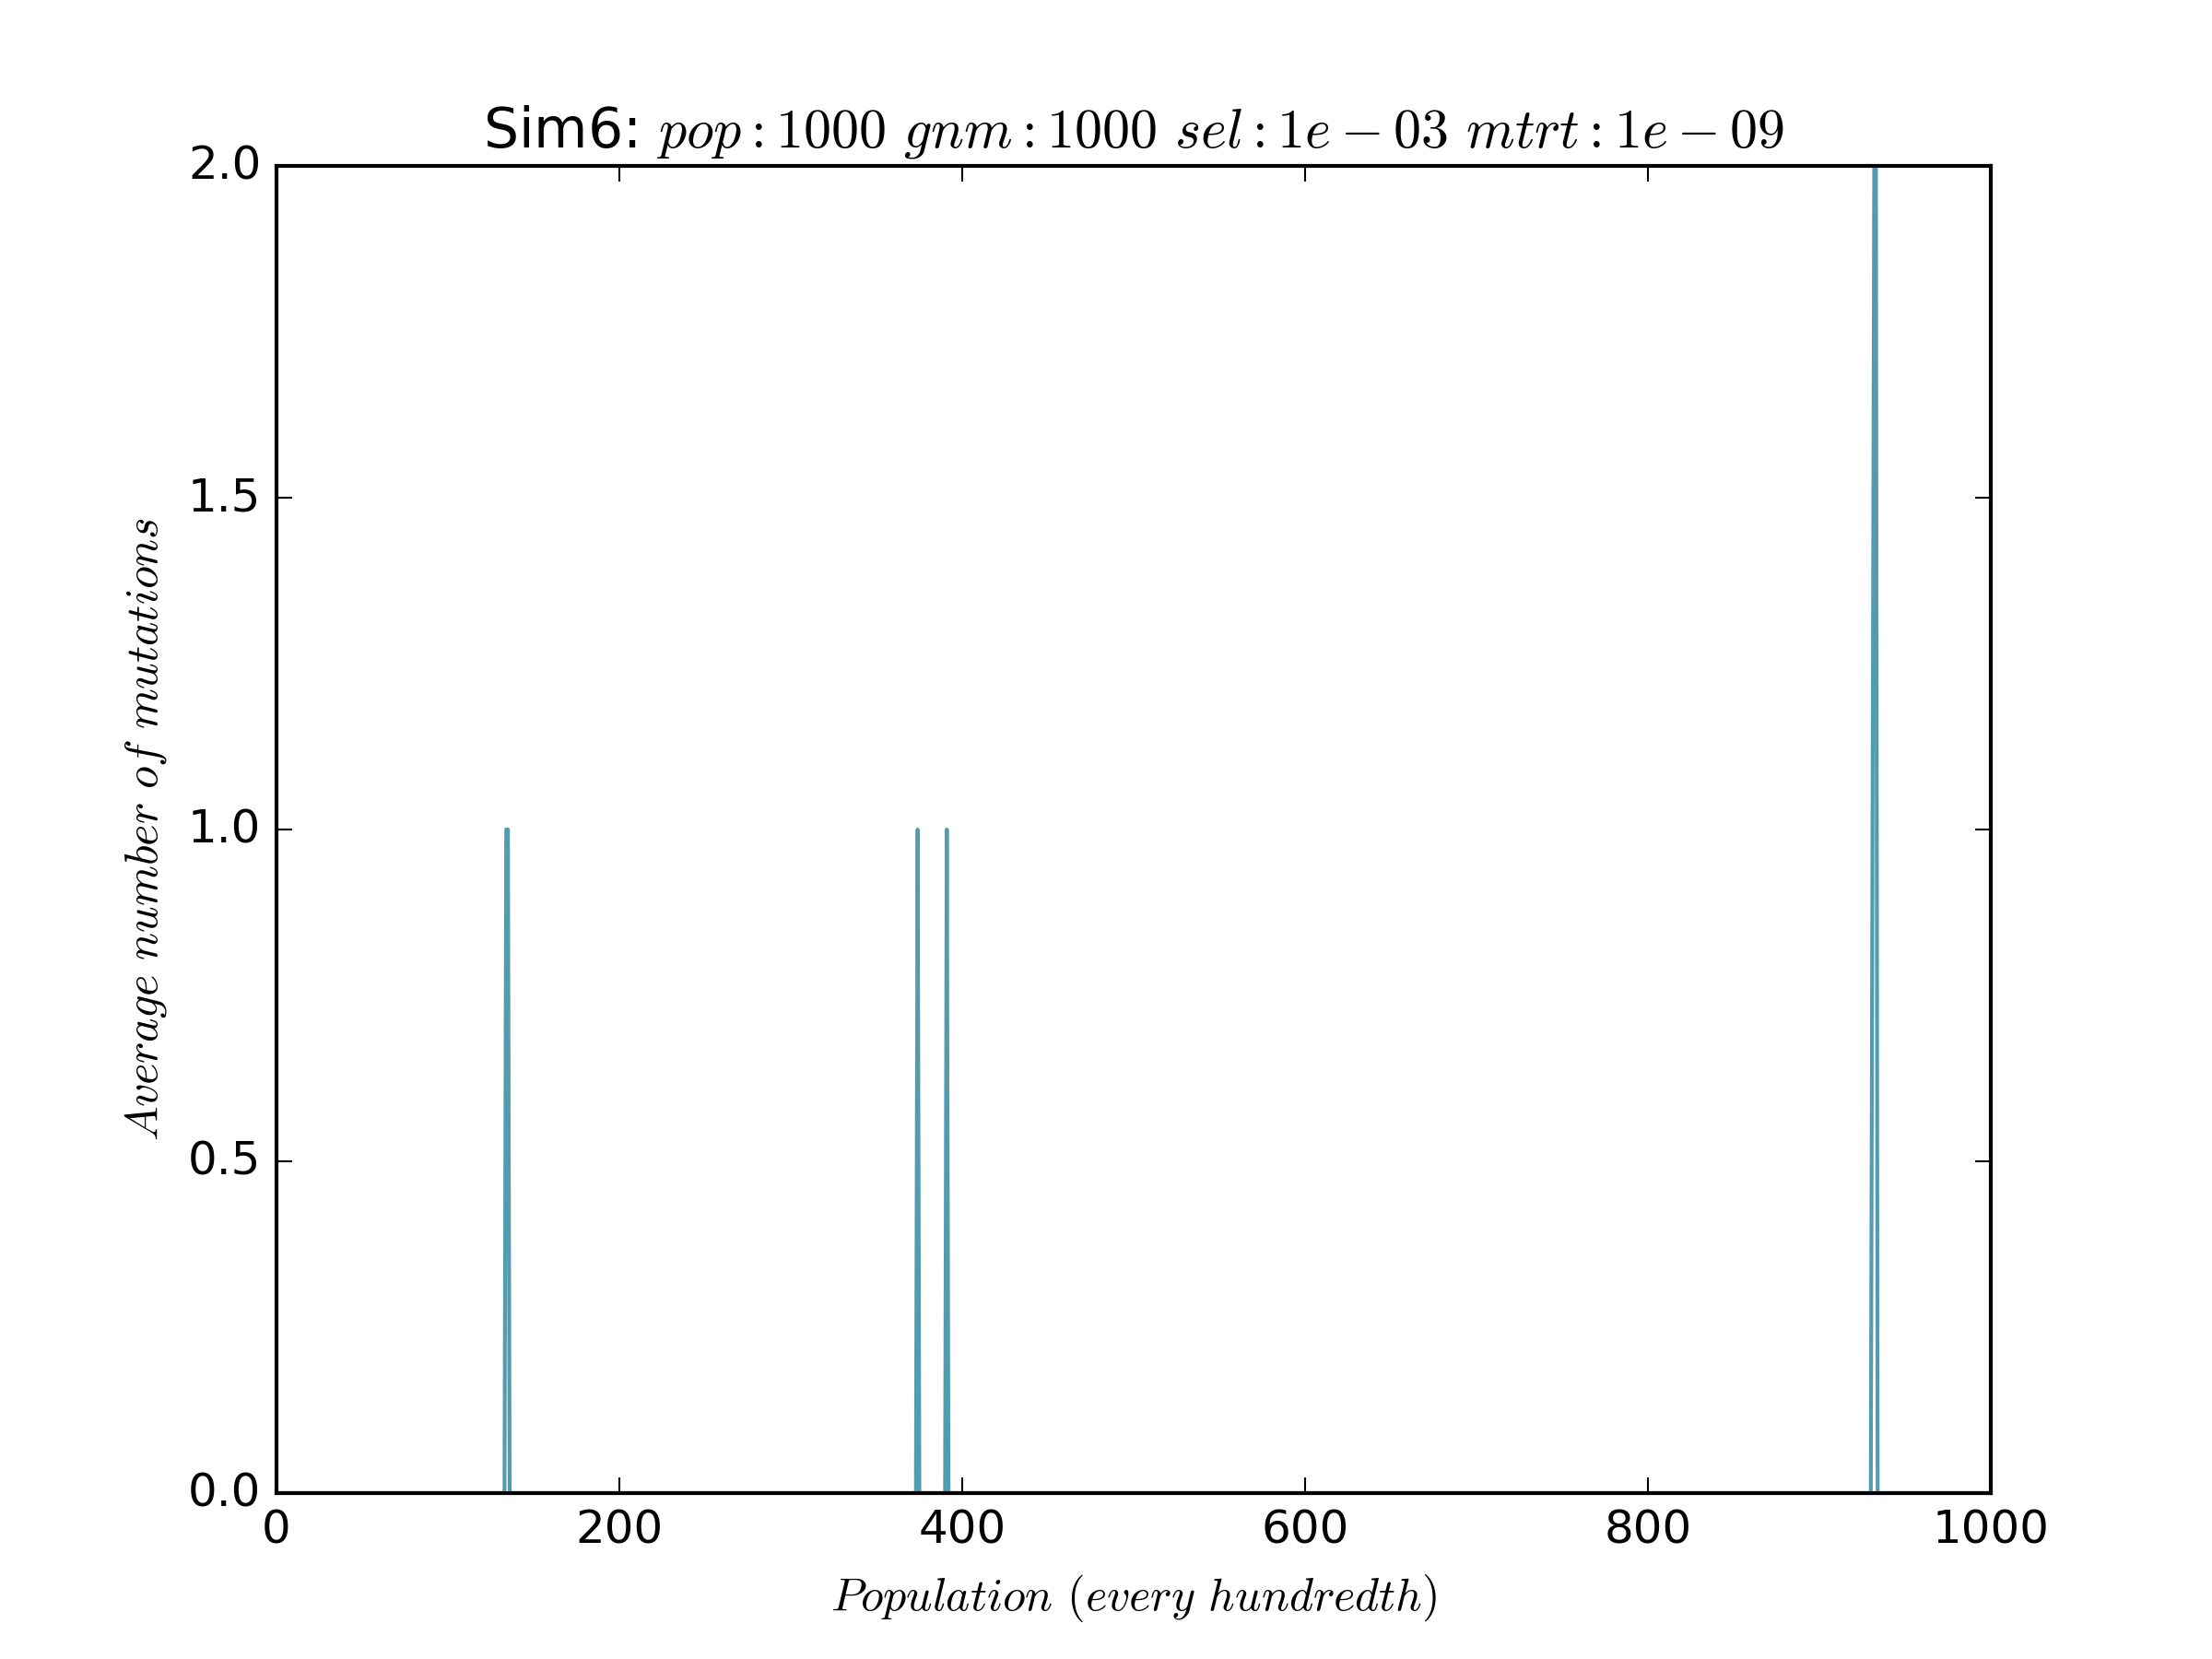 Sim6: pop : 1000 gnm : 1000 sel : 1e − 03 mtrt : 1e − 09
2.0
1.5
1.0
0.5
0.0
Average number of mutations
0 200 400 600 800 1000
Population (every hundredth)